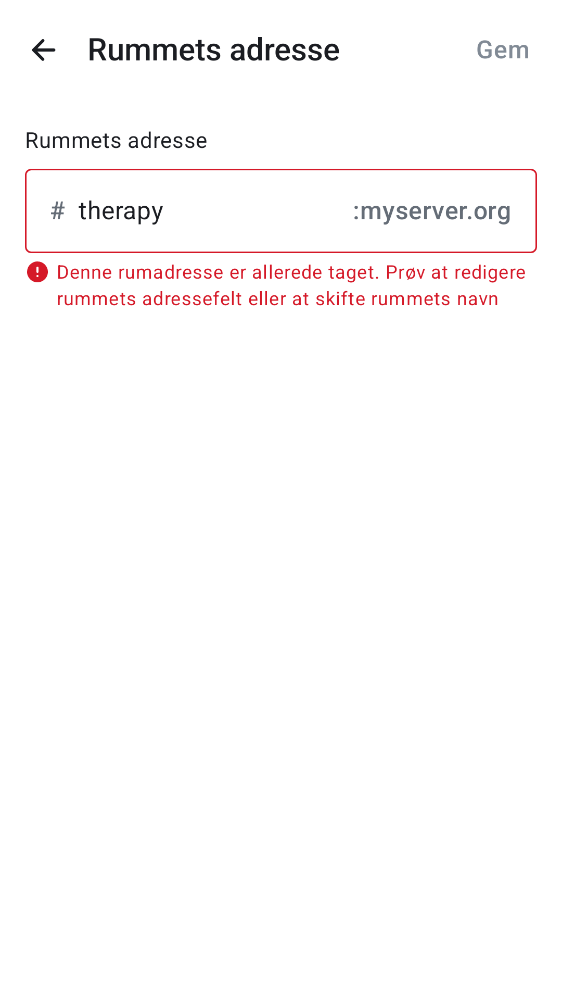 Rummets adresse
Gem
Rummets adresse
# therapy :myserver.org
Denne rumadresse er allerede taget. Prøv at redigere
rummets adressefelt eller at skifte rummets navn